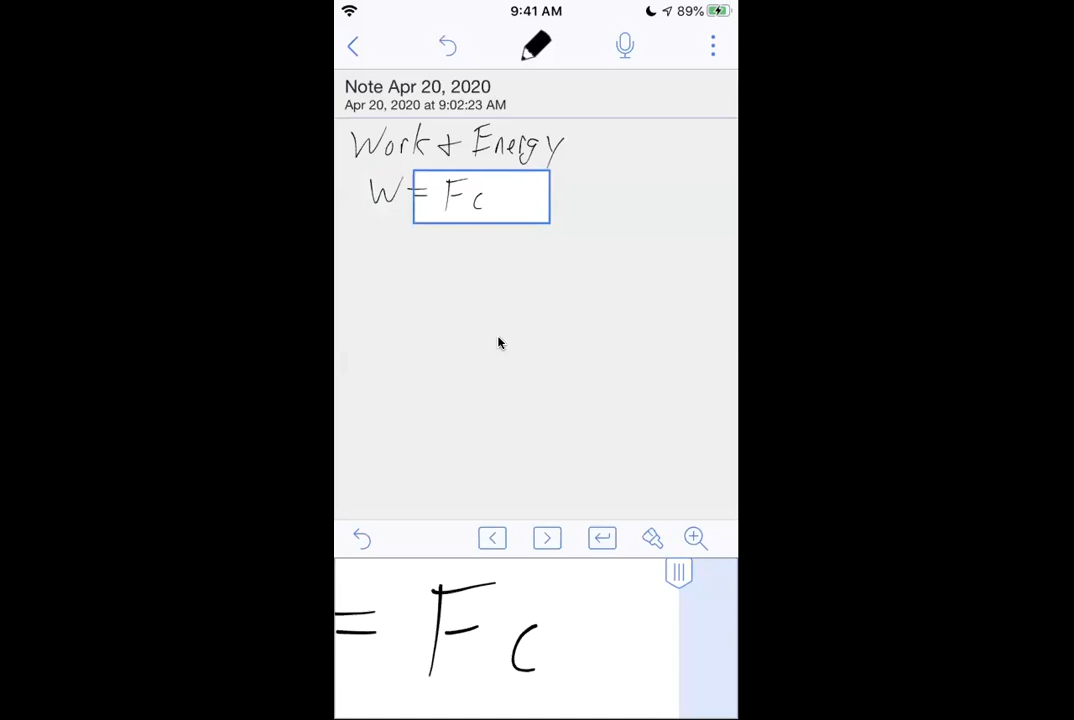 9:41 AM 89%
Note Apr 20, 2020
Apr 20, 2020 at 9:02:23 AM
Work + Energy
W = Fc
= Fc